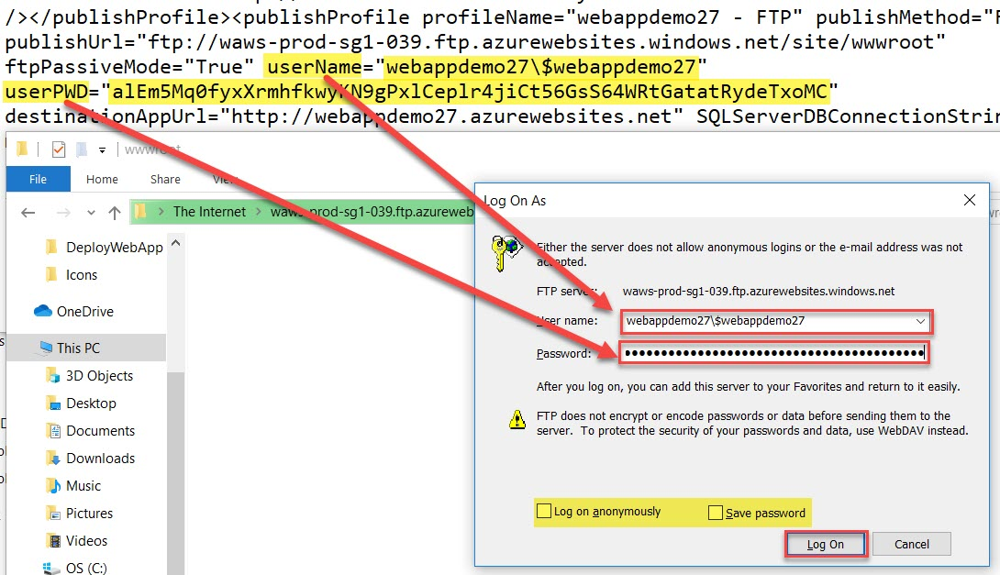 /></publishProfile><publishProfile profileName="webappdemo27 - FTP" publishMethod="F
publishUrl="ftp://waws-prod-sg1-039.ftp.azurewebsites.windows.net/site/wwwroot"
ftpPassiveMode="True" userName="webappdemo27\$webappdemo27"
userPWD="alEm5Mq0fyxXrmhfkwyKN9gPxlCeplr4jiCt56GsS64WRtGatatRydeTxoMC"
destinationAppUrl="http://webappdemo27.azurewebsites.net" SQLServerDBConnectionStrin
wwwroot
File Home Share View
The Internet > waws-prod-sg1-039.ftp.azureweb
DeployWebApp
Icons
OneDrive
This PC
3D Objects
Desktop
Documents
Downloads
Music
Pictures
Videos
OS (C:)
Log On As
Either the server does not allow anonymous logins or the e-mail address was not
accepted.
FTP server: waws-prod-sg1-039.ftp.azurewebsites.windows.net
User name: webappdemo27\$webappdemo27
Password:
After you log on, you can add this server to your Favorites and return to it easily.
FTP does not encrypt or encode passwords or data before sending them to the
server. To protect the security of your passwords and data, use WebDAV instead.
Log on anonymously
Save password
Log On
Cancel